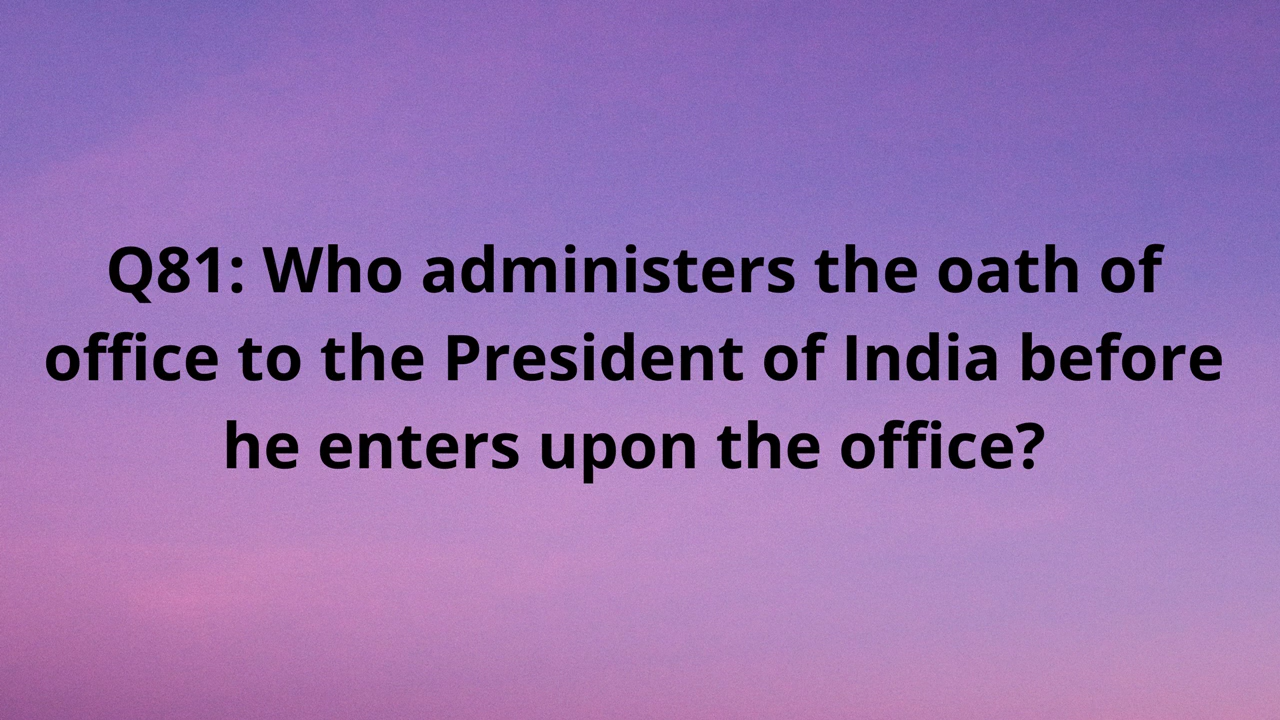 Q81: Who administers the oath of
office to the President of India before
he enters upon the office?